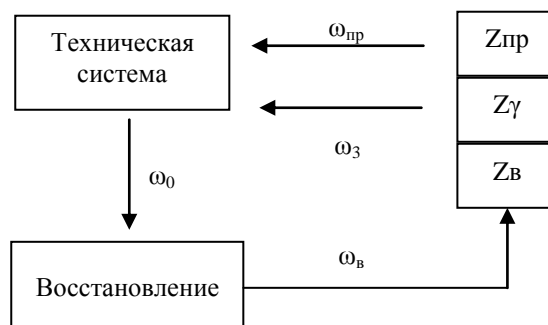 Техническая
система
ω₀
Восстановление
ωпр
ω₃
ωв
Zпр
Zγ
Zв